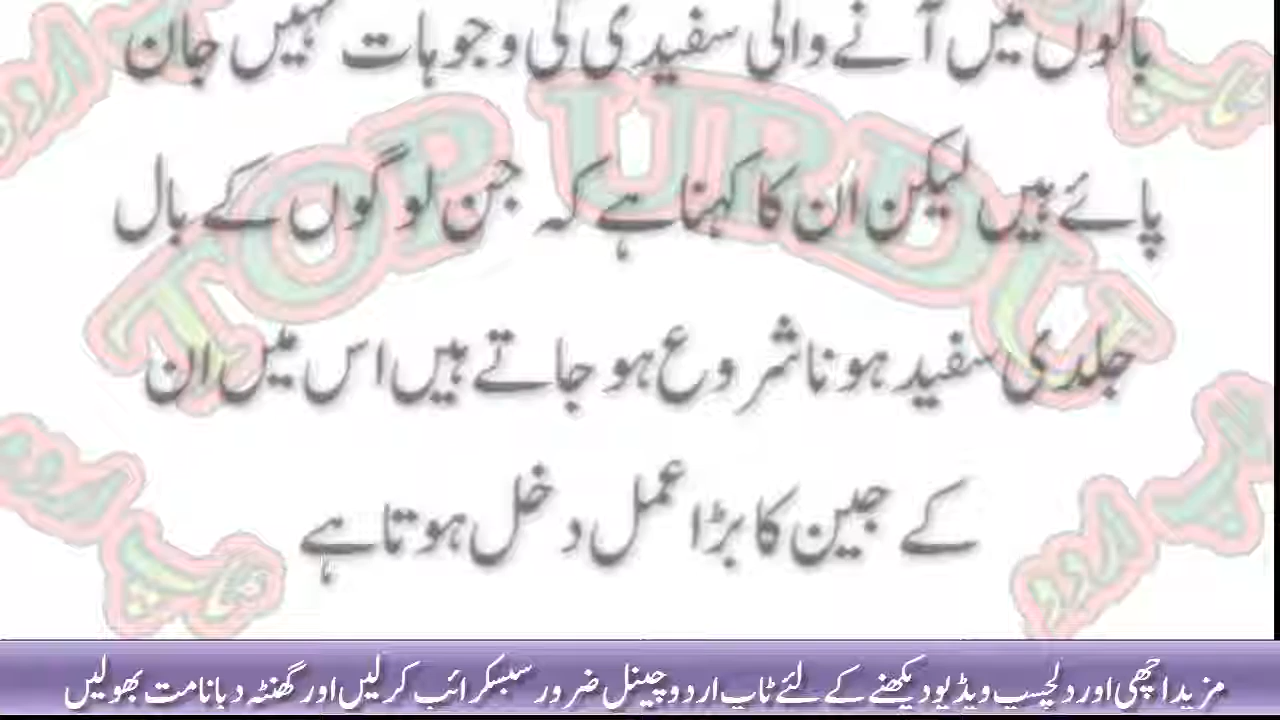 بالوں میں آنے والی سفیدی کی وجوہات نہیں جان
پائے ہیں لیکن ان کا کہنا ہے کہ جن لوگوں کے بال
جلدی سفید ہونا شروع ہو جاتے ہیں اس میں ان
کے جین کا بڑا عمل دخل ہوتا ہے
TOP URDU
مزید اچھی اور دلچسپ ویڈیو دیکھنے کے لئے ٹاپ اردو چینل ضرور سبسکرائب کرلیں اور گھنٹہ دبانا مت بھولیں